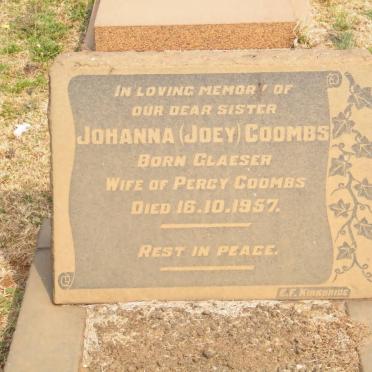 In loving memory of
our dear sister
Johanna (Joey) Coombs
Born Glaeser
Wife of Percy Coombs
Died 16.10.1957.
Rest in peace.
E.F. Kirkbride